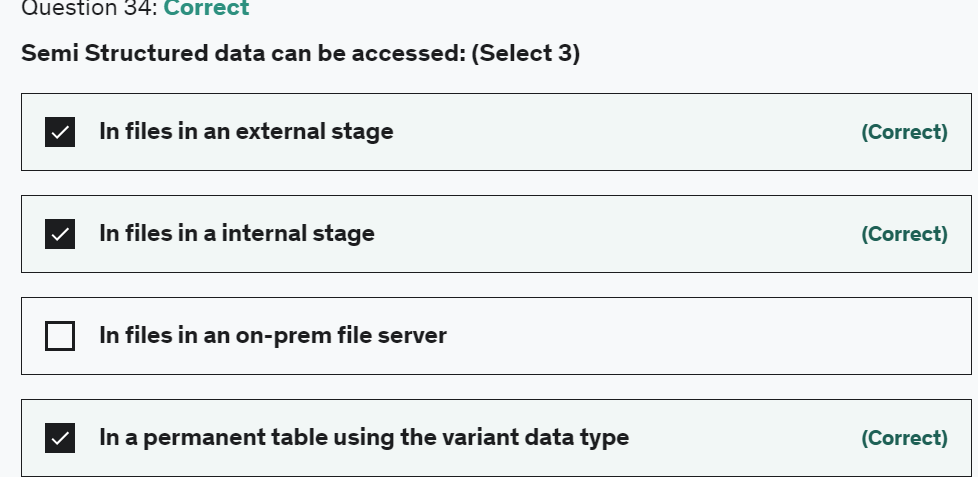 Question 34: Correct
Semi Structured data can be accessed: (Select 3)
In files in an external stage (Correct)
In files in a internal stage (Correct)
In files in an on-prem file server
In a permanent table using the variant data type (Correct)